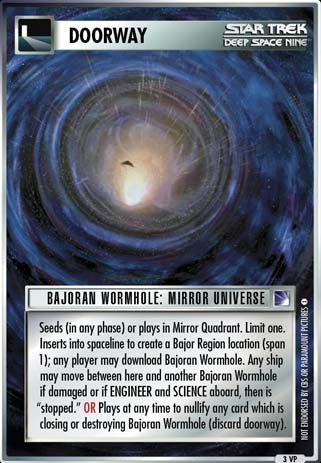 DOORWAY
STAR TREK
DEEP SPACE NINE
BAJORAN WORMHOLE: MIRROR UNIVERSE
Seeds (in any phase) or plays in Mirror Quadrant. Limit one.
Inserts into spaceline to create a Bajor Region location (span
1); any player may download Bajoran Wormhole. Any ship
may move between here and another Bajoran Wormhole
if damaged or if ENGINEER and SCIENCE aboard, then is
"stopped." OR Plays at any time to nullify any card which is
closing or destroying Bajoran Wormhole (discard doorway).
NOT ENDORSED BY CBS OR PARAMOUNT PICTURES
3 VP